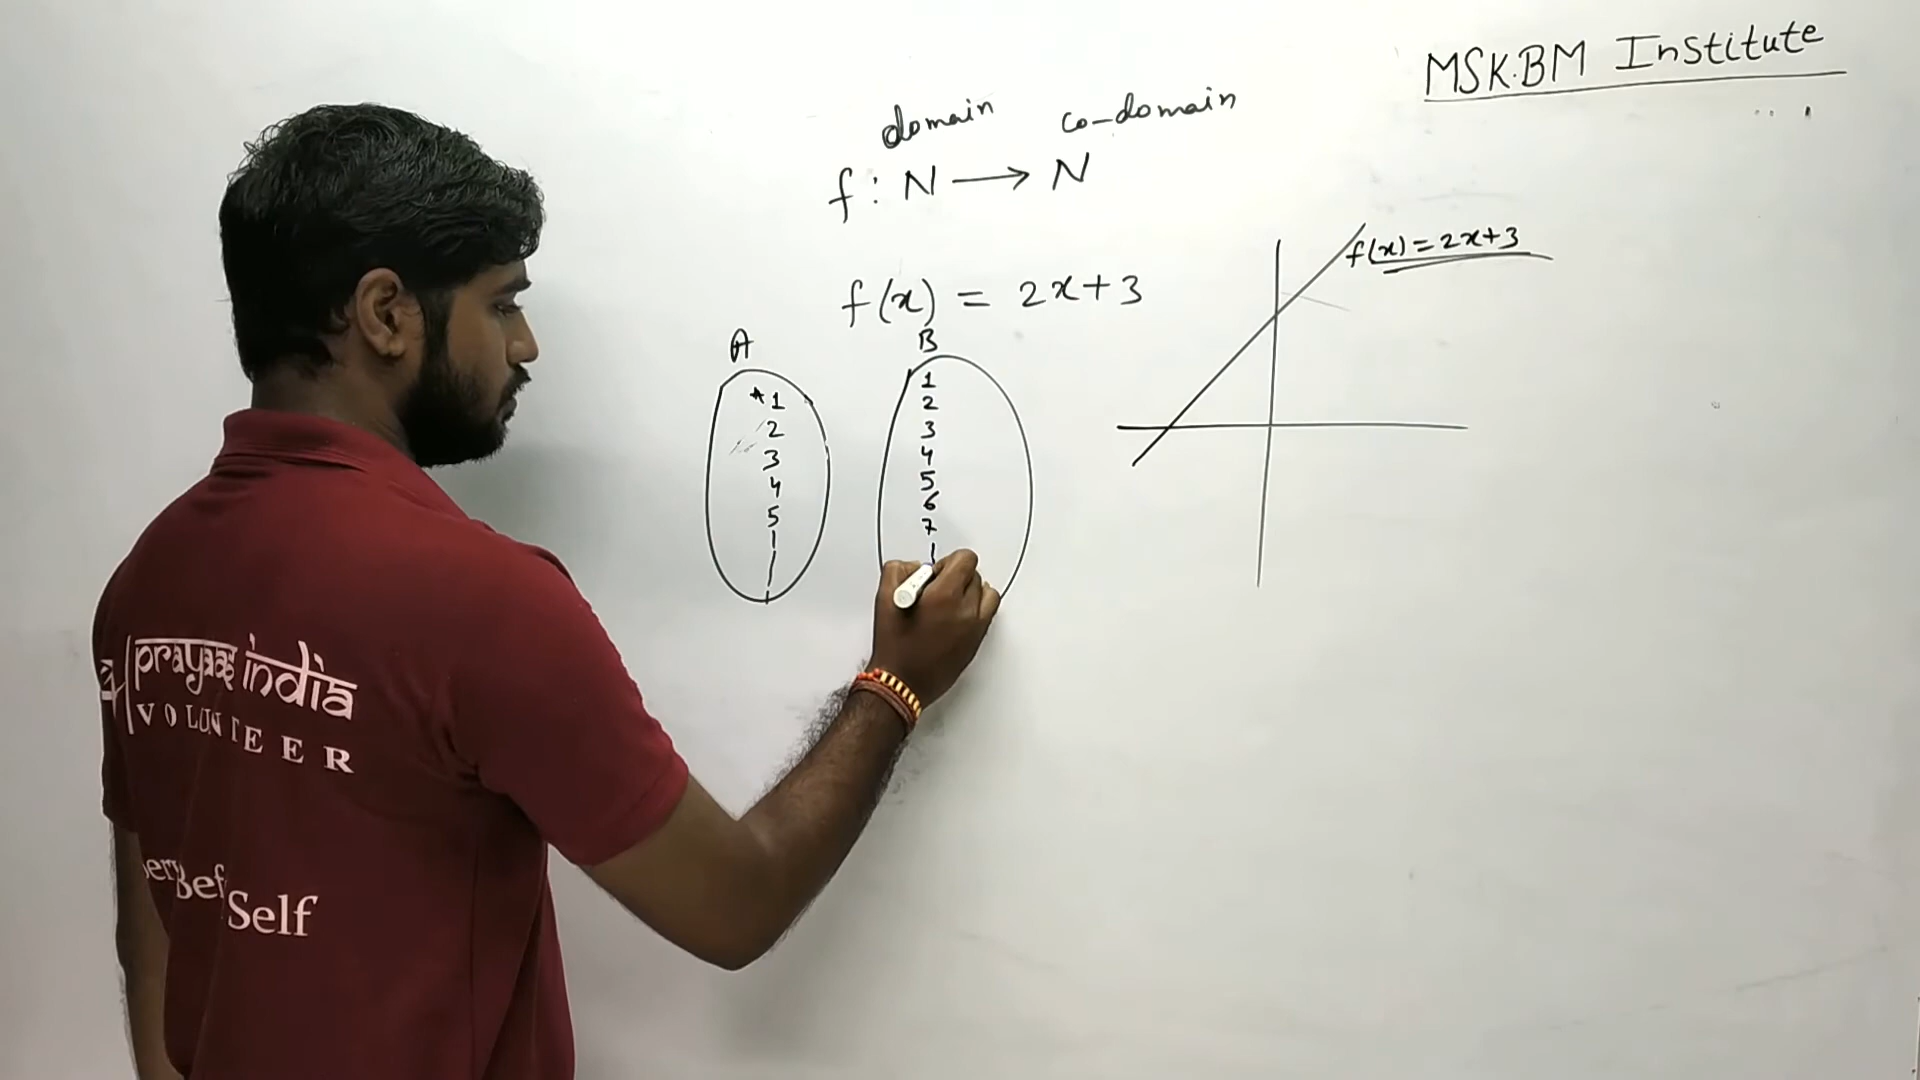 MSK.BM Institute
domain co-domain
f : N → N
f(x) = 2x+3
f(x) = 2x+3
A
1
2
3
4
5
B
1
2
3
4
5
6
7
prayaas india
VOLUNTEER
Self